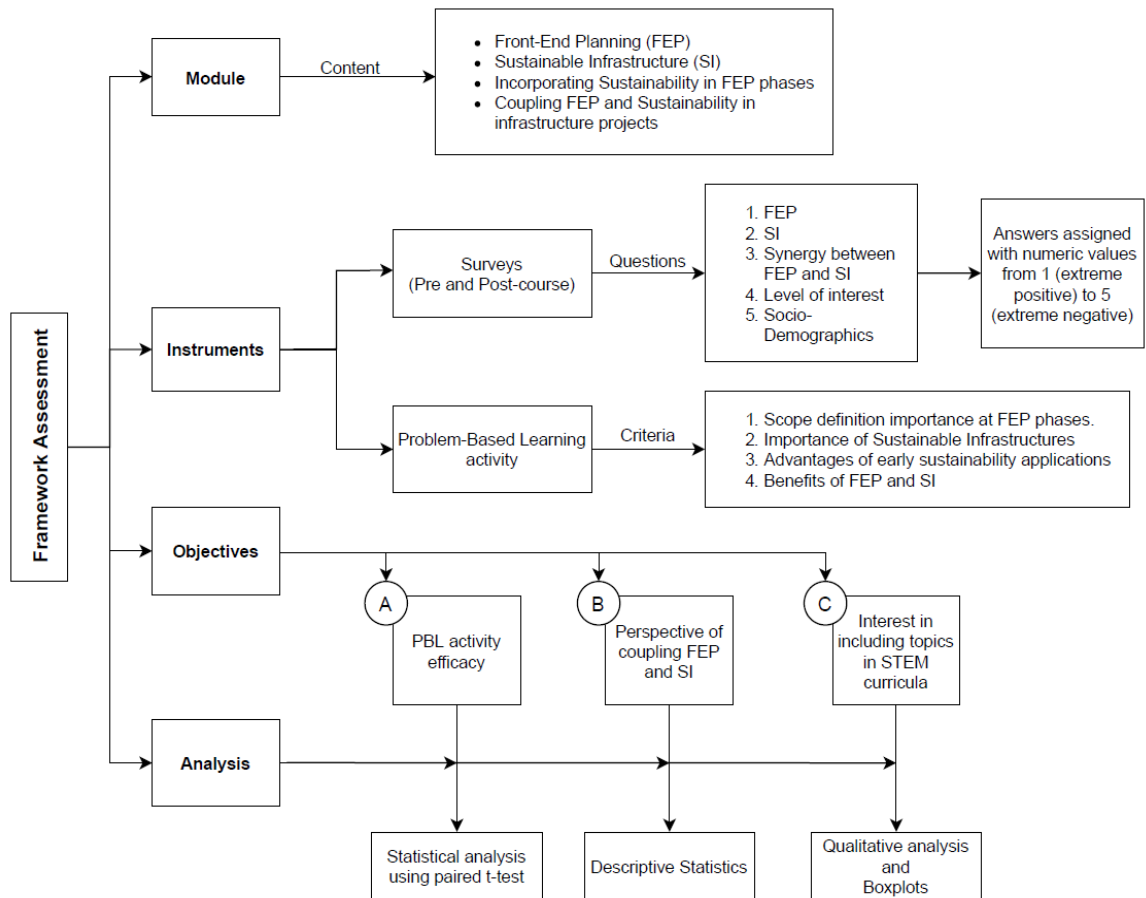 Framework Assessment
Module
Content
• Front-End Planning (FEP)
• Sustainable Infrastructure (SI)
• Incorporating Sustainability in FEP phases
• Coupling FEP and Sustainability in
infrastructure projects
Instruments
Surveys
(Pre and Post-course)
Questions
1. FEP
2. SI
3. Synergy between
FEP and SI
4. Level of interest
5. Socio-
Demographics
Answers assigned
with numeric values
from 1 (extreme
positive) to 5
(extreme negative)
Problem-Based Learning
activity
Criteria
1. Scope definition importance at FEP phases.
2. Importance of Sustainable Infrastructures
3. Advantages of early sustainability applications
4. Benefits of FEP and SI
Objectives
A
PBL activity
efficacy
B
Perspective of
coupling FEP
and SI
C
Interest in
including topics
in STEM
curricula
Analysis
Statistical analysis
using paired t-test
Descriptive Statistics
Qualitative analysis
and
Boxplots